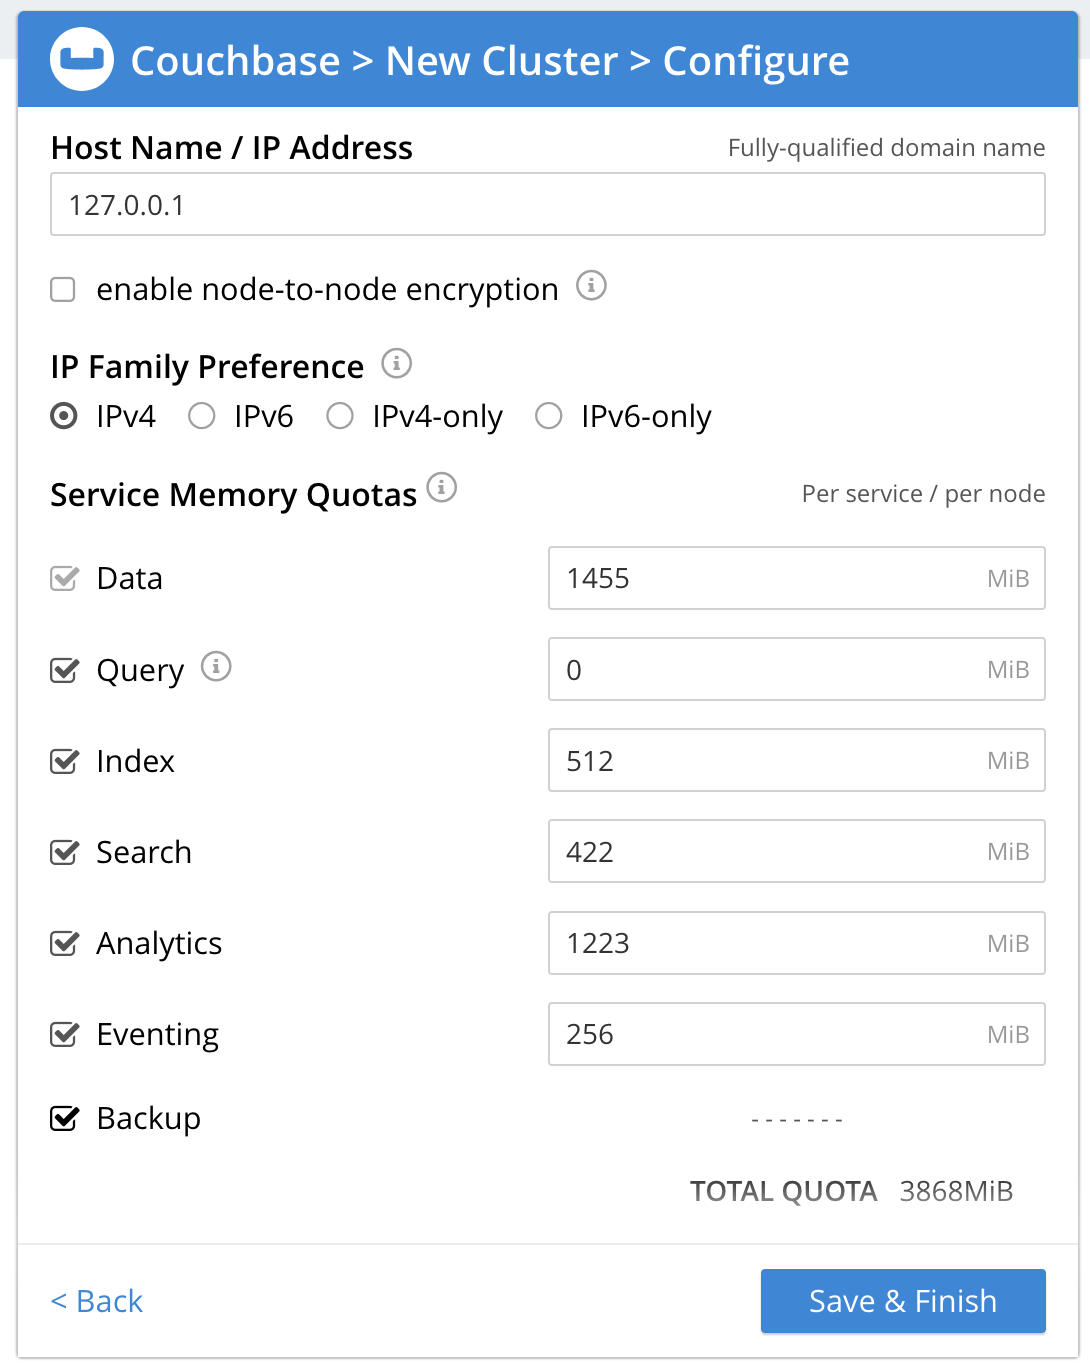 Couchbase > New Cluster > Configure
Host Name / IP Address Fully-qualified domain name
127.0.0.1
enable node-to-node encryption
IP Family Preference
IPv4 IPv6 IPv4-only IPv6-only
Service Memory Quotas Per service / per node
Data 1455 MiB
Query 0 MiB
Index 512 MiB
Search 422 MiB
Analytics 1223 MiB
Eventing 256 MiB
Backup -------
TOTAL QUOTA 3868MiB
< Back Save & Finish